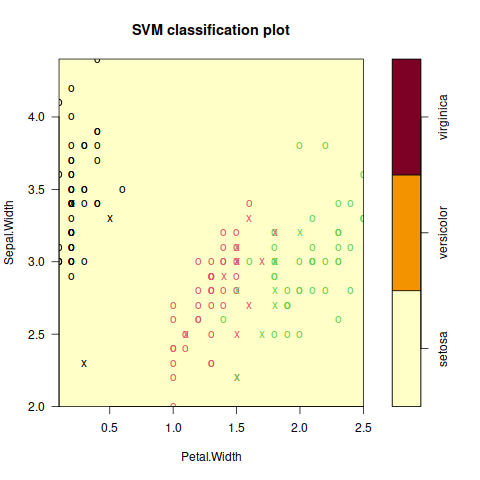 SVM classification plot
Sepal.Width
4.0
3.5
3.0
2.5
2.0
0.5
1.0
1.5
2.0
2.5
Petal.Width
virginica
versicolor
setosa